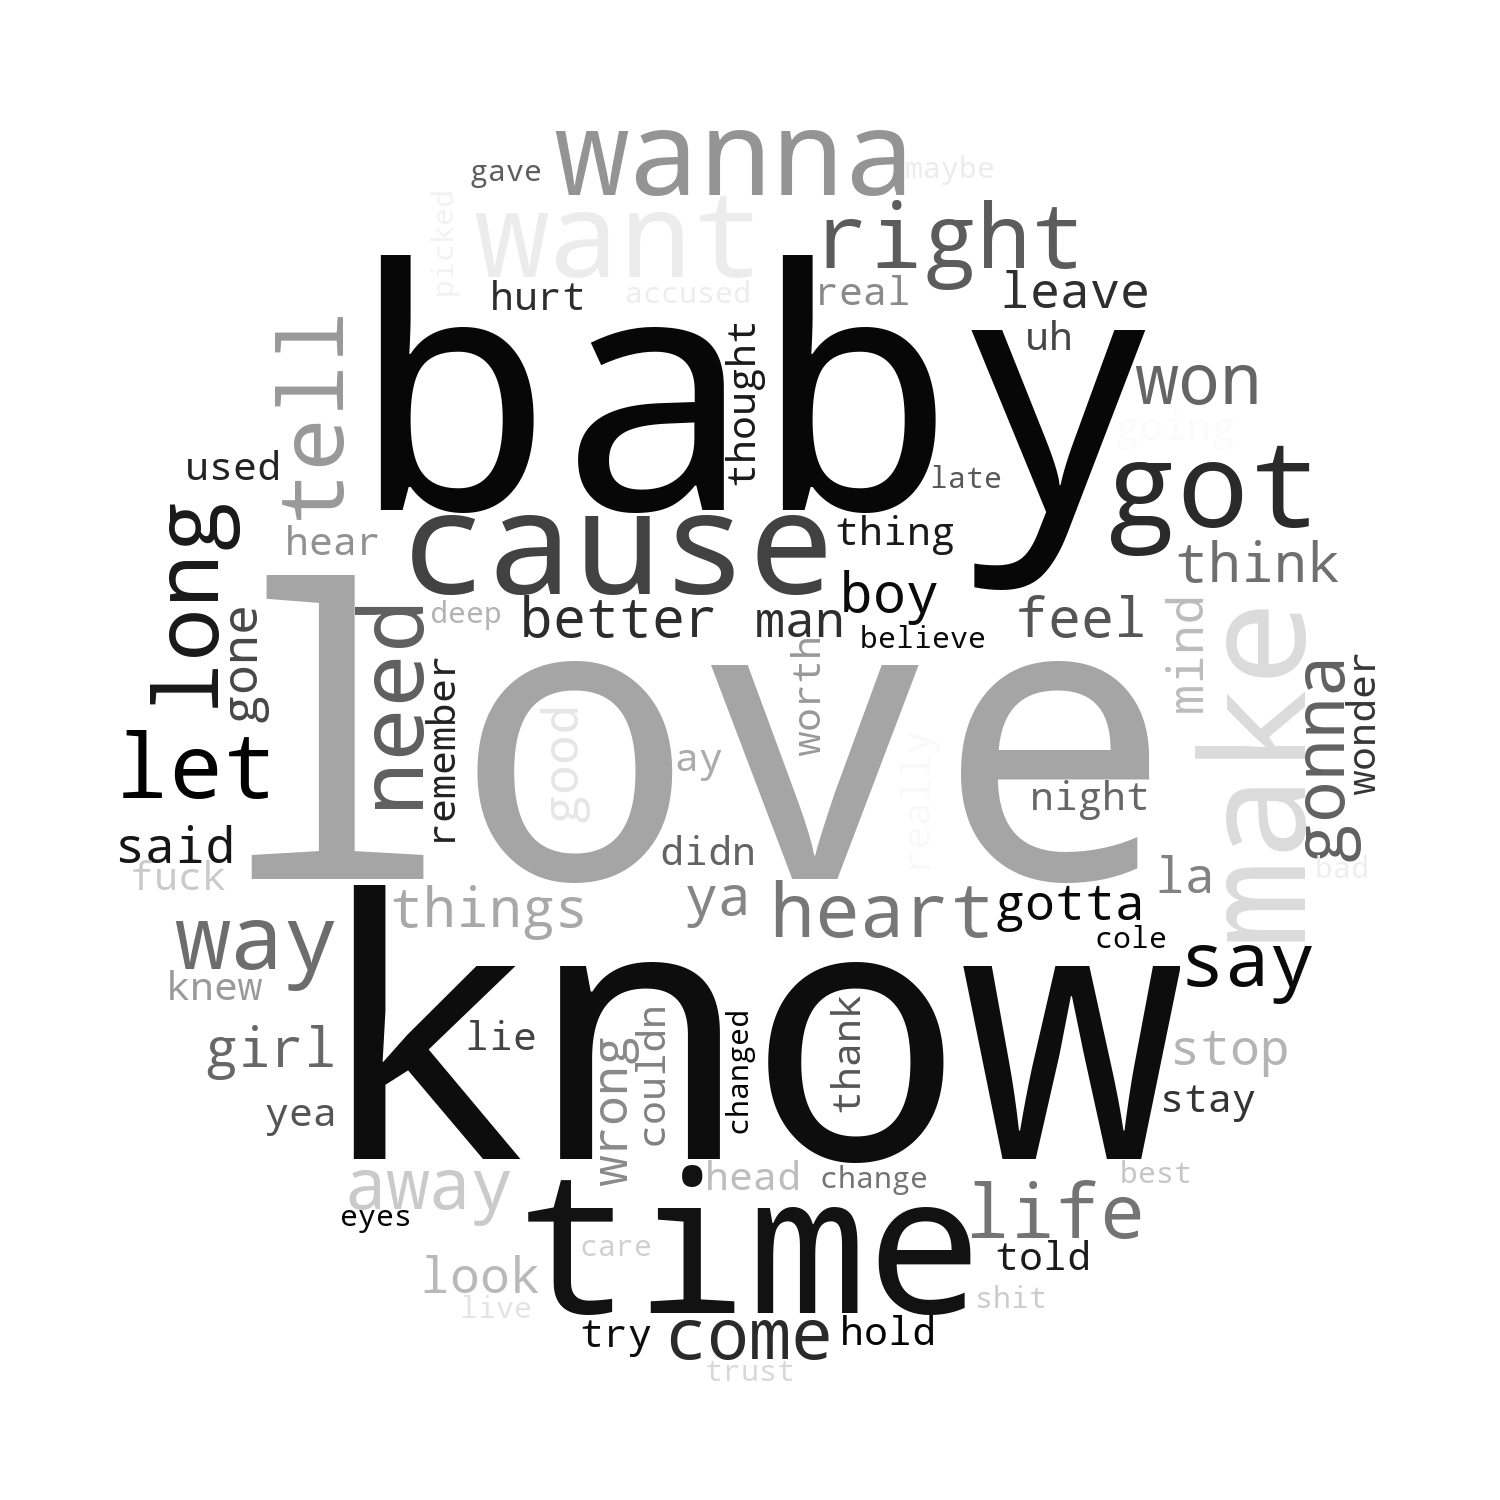 wanna
gave
maybe
want
picked
right
hurt
accused
real
leave
baby
uh
tell
thought
won
going
used
late
got
long
hear
cause
thing
think
love
need
deep
better
man
boy
believe
feel
mind
make
gone
remember
worth
good
ay
really
night
gonna
wonder
let
said
fuck
didn
bad
things
ya
heart
gotta
la
cole
say
way
knew
know
girl
lie
wrong
couldn
changed
thank
stop
yea
stay
away
head
change
best
eyes
time
life
care
told
look
live
shit
try
come
hold
trust